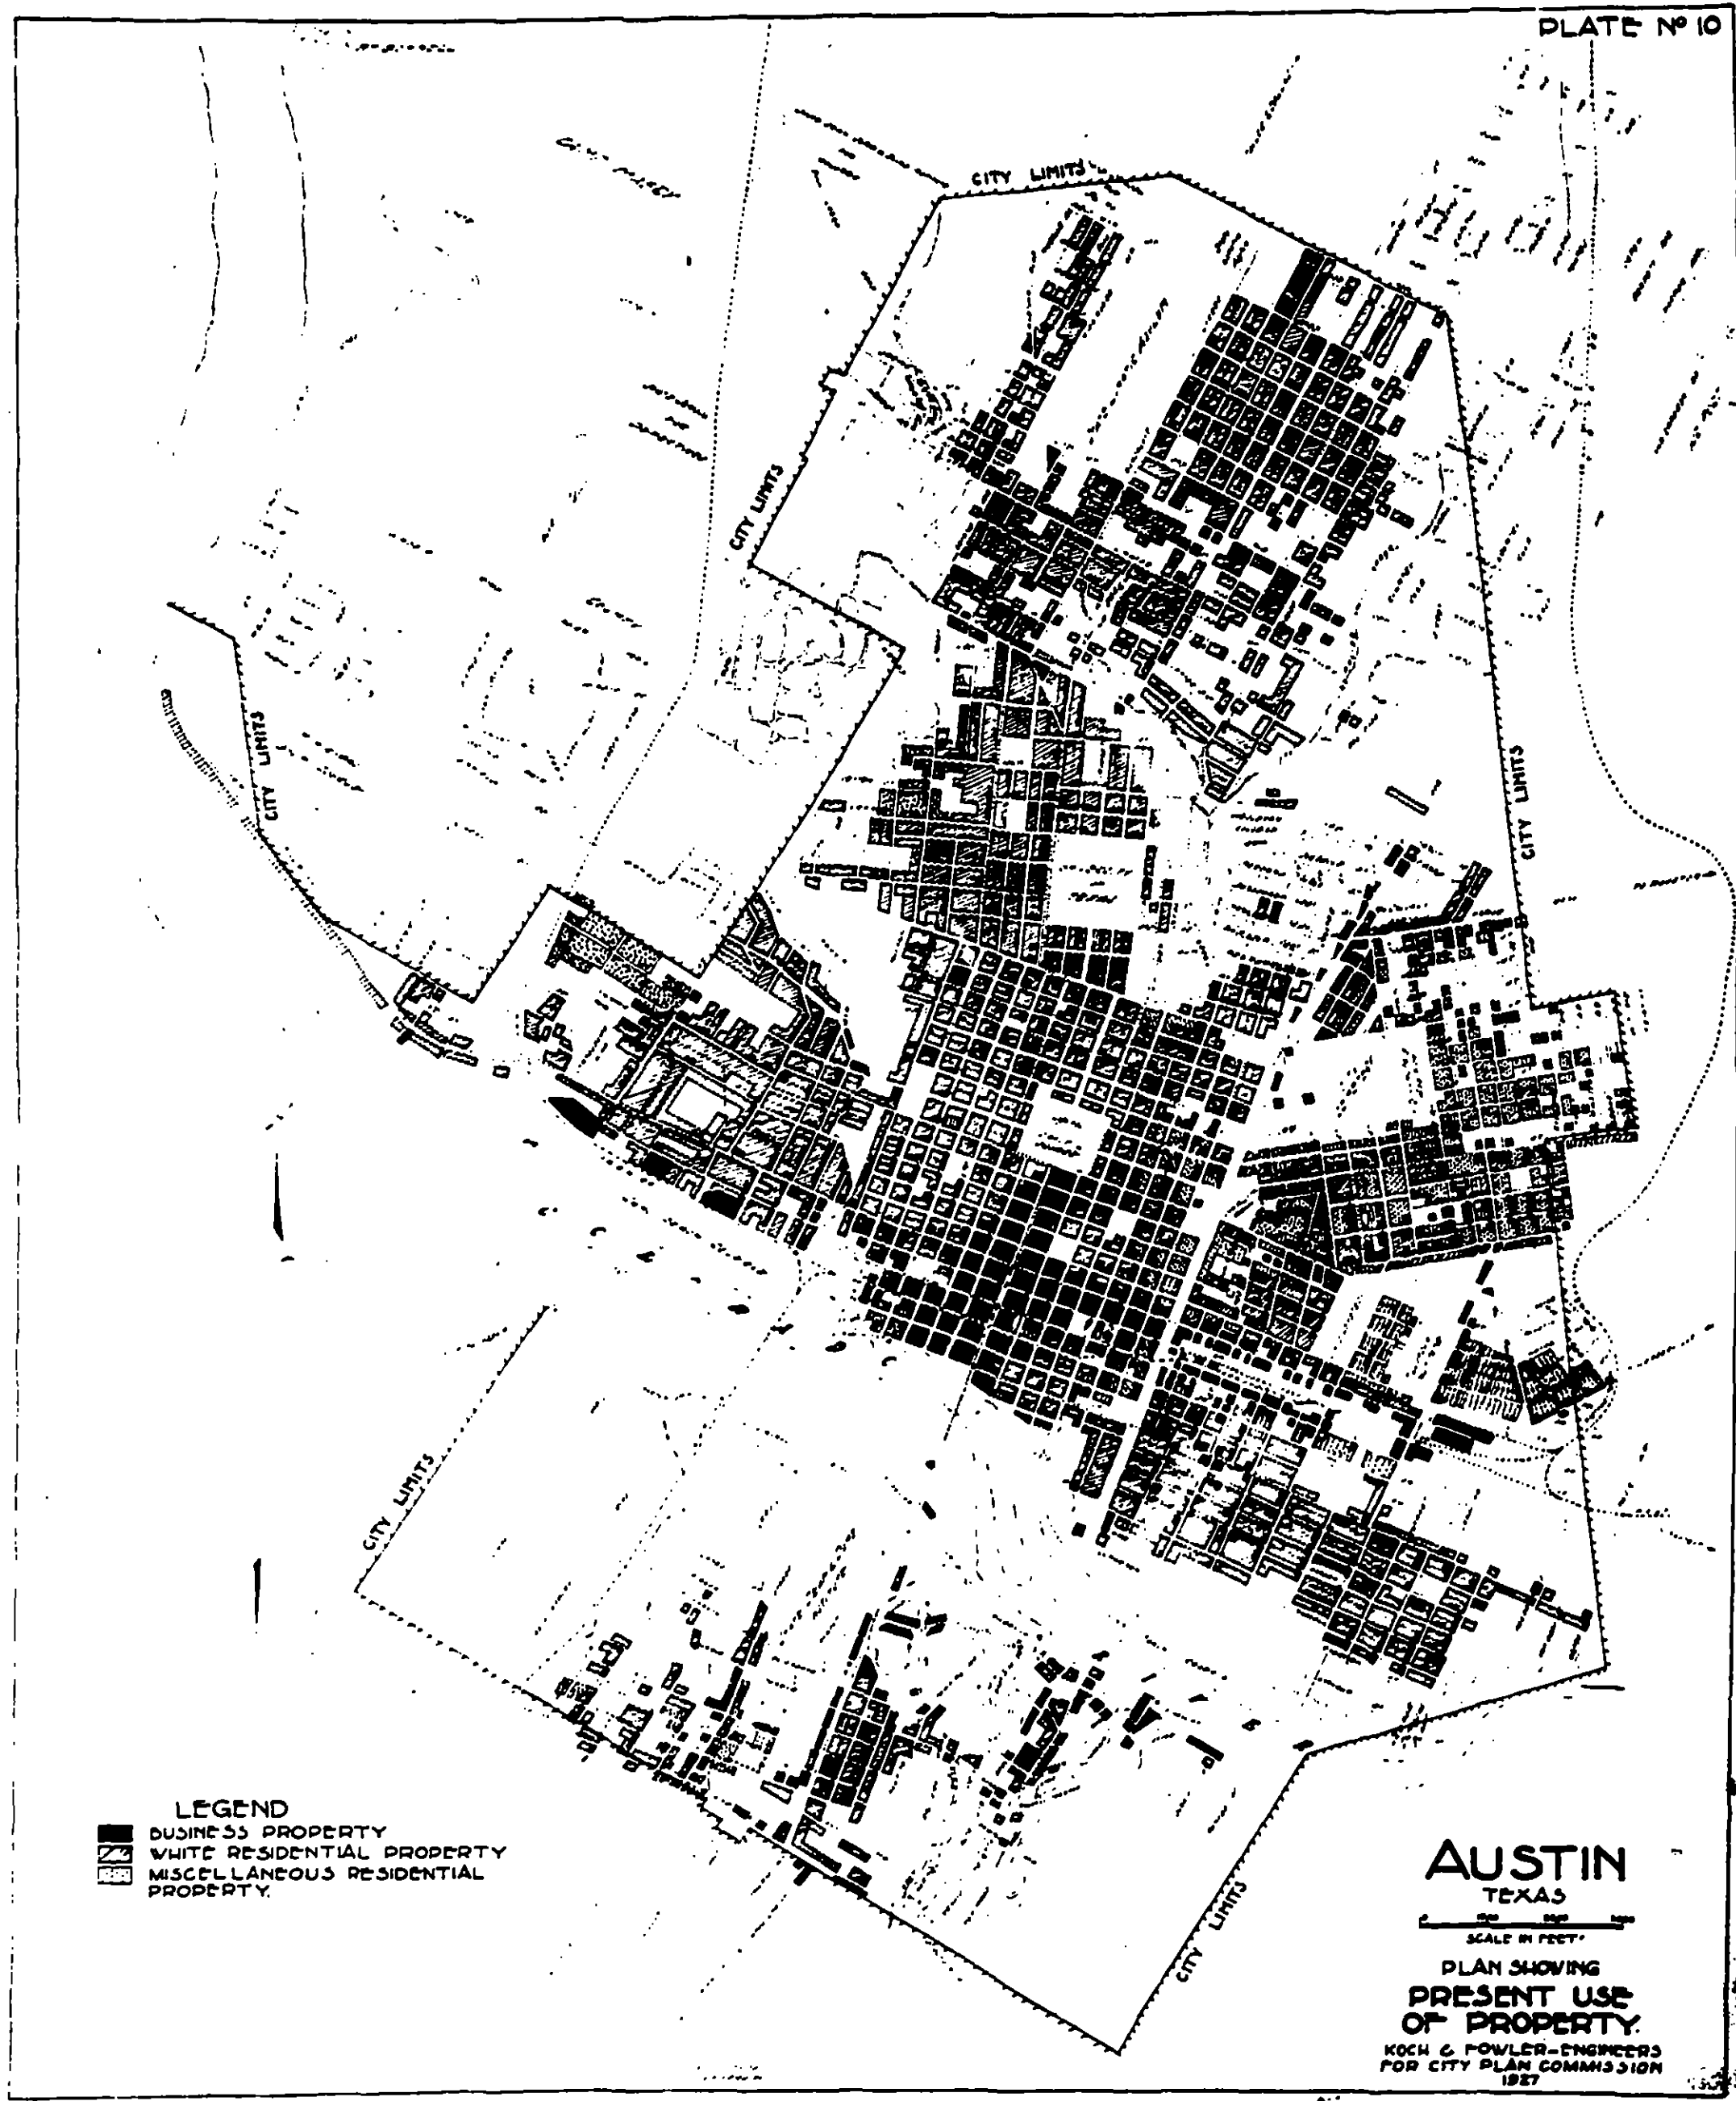 PLATE Nº 10
CITY LIMITS
CITY LIMITS
CITY LIMITS
CITY LIMITS
CITY LIMITS
CITY LIMITS
LEGEND
BUSINESS PROPERTY
WHITE RESIDENTIAL PROPERTY
MISCELLANEOUS RESIDENTIAL
PROPERTY.
AUSTIN
TEXAS
SCALE IN FEET
PLAN SHOWING
PRESENT USE
OF PROPERTY.
KOCH & FOWLER-ENGINEERS
FOR CITY PLAN COMMISSION
1927